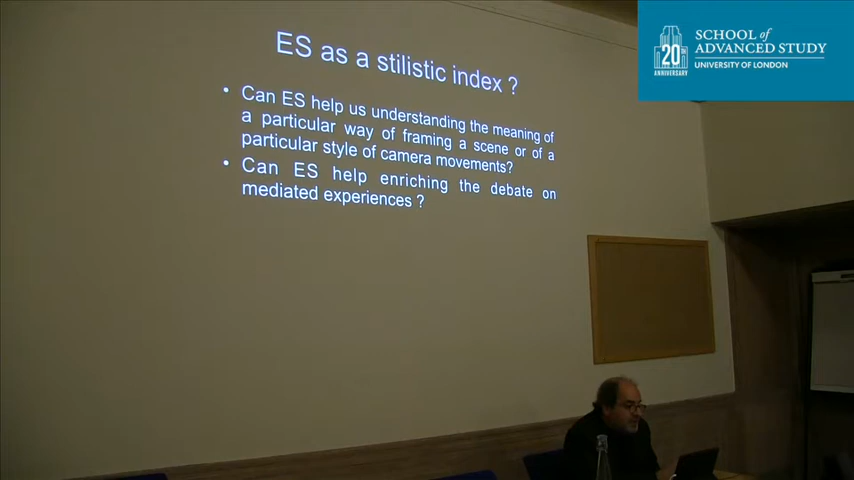 ES as a stilistic index ?
• Can ES help us understanding the meaning of
a particular way of framing a scene or of a
particular style of camera movements?
• Can ES help enriching the debate on
mediated experiences ?
20th
ANNIVERSARY
SCHOOL of
ADVANCED STUDY
UNIVERSITY OF LONDON